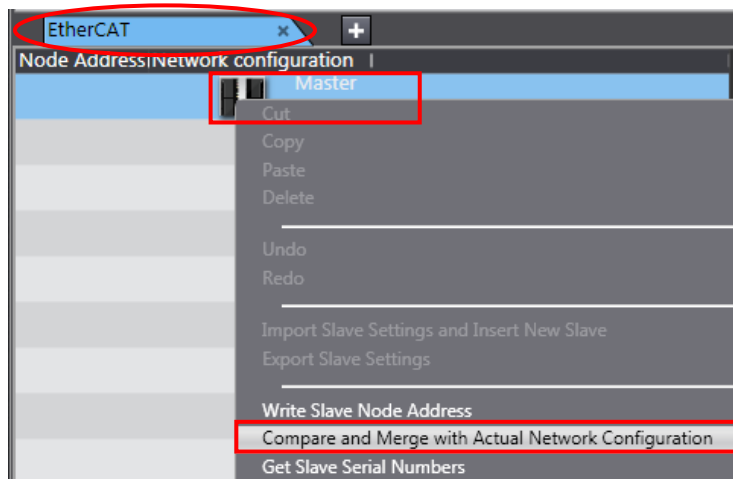 EtherCAT × +
Node Address|Network configuration |
Master
Cut
Copy
Paste
Delete
Undo
Redo
Import Slave Settings and Insert New Slave
Export Slave Settings
Write Slave Node Address
Compare and Merge with Actual Network Configuration
Get Slave Serial Numbers